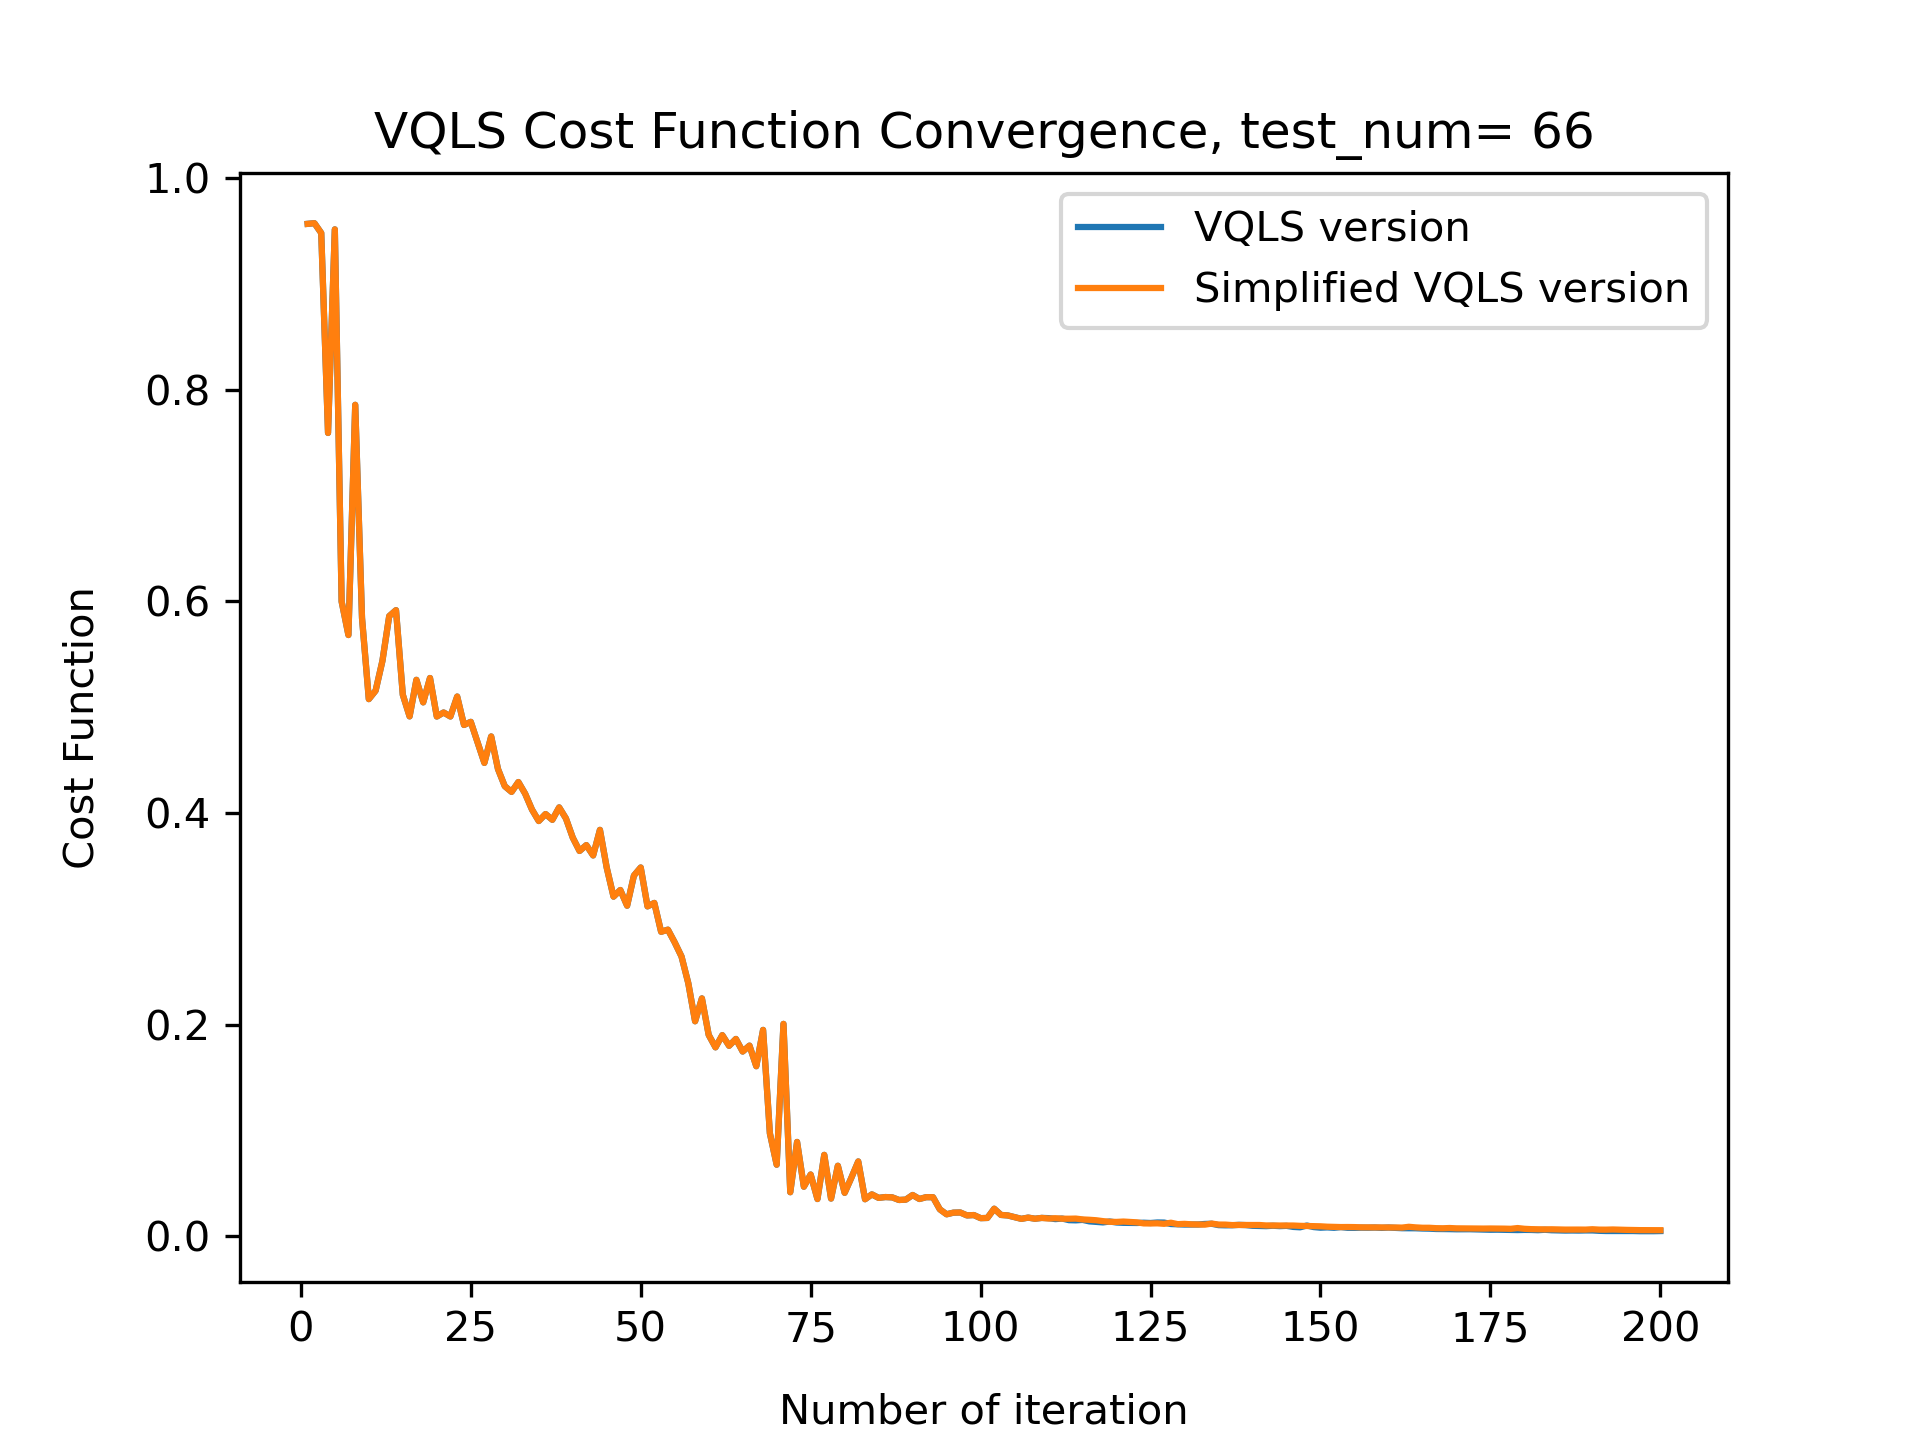 VQLS Cost Function Convergence, test_num= 66
VQLS version
Simplified VQLS version
1.0
0.8
0.6
0.4
0.2
0.0
Cost Function
0 25 50 75 100 125 150 175 200
Number of iteration